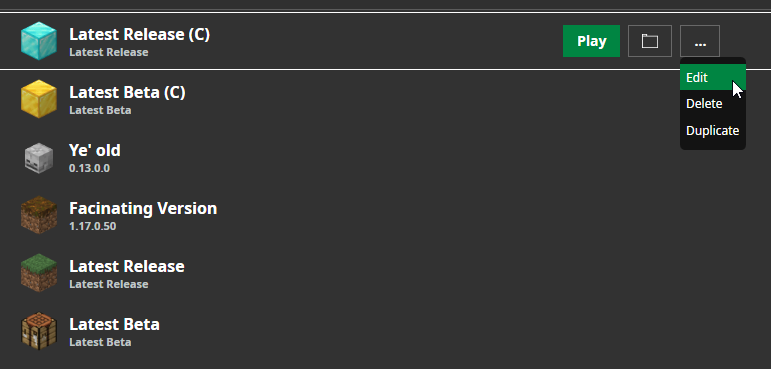 Latest Release (C)
Latest Release
Play
...
Edit
Delete
Duplicate
Latest Beta (C)
Latest Beta
Ye' old
0.13.0.0
Facinating Version
1.17.0.50
Latest Release
Latest Release
Latest Beta
Latest Beta